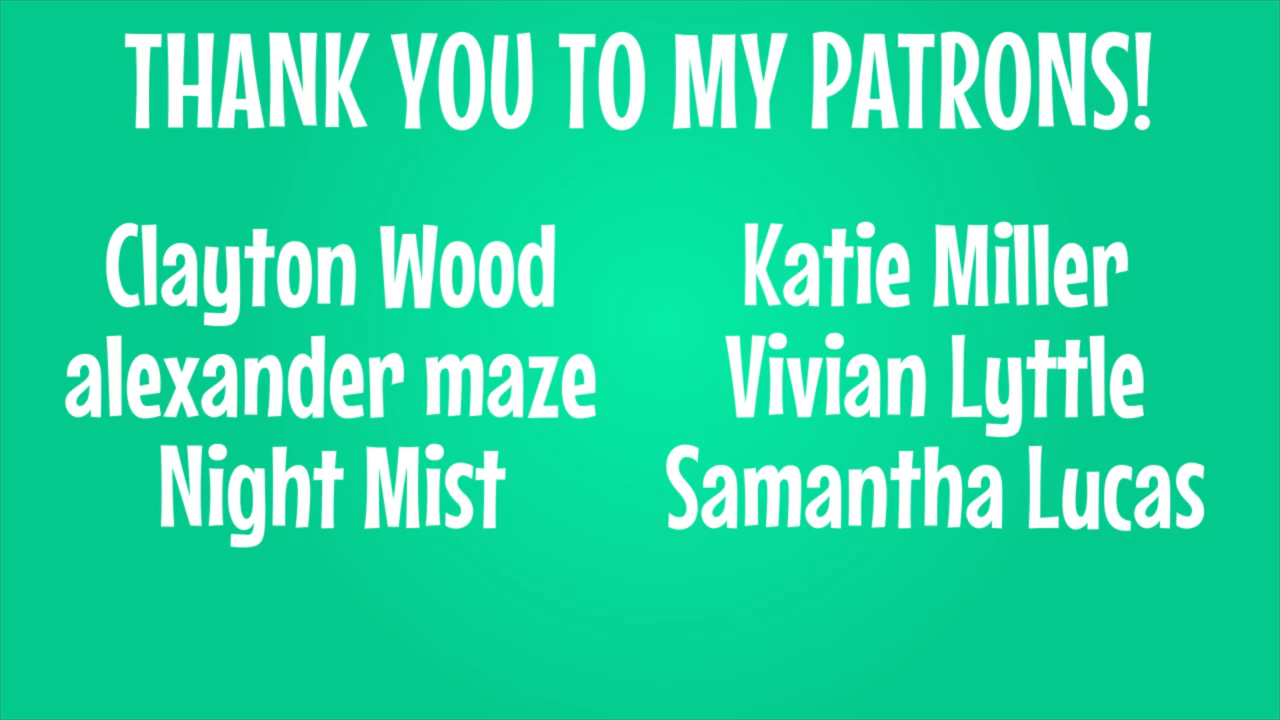 THANK YOU TO MY PATRONS!
Clayton Wood
alexander maze
Night Mist
Katie Miller
Vivian Lyttle
Samantha Lucas